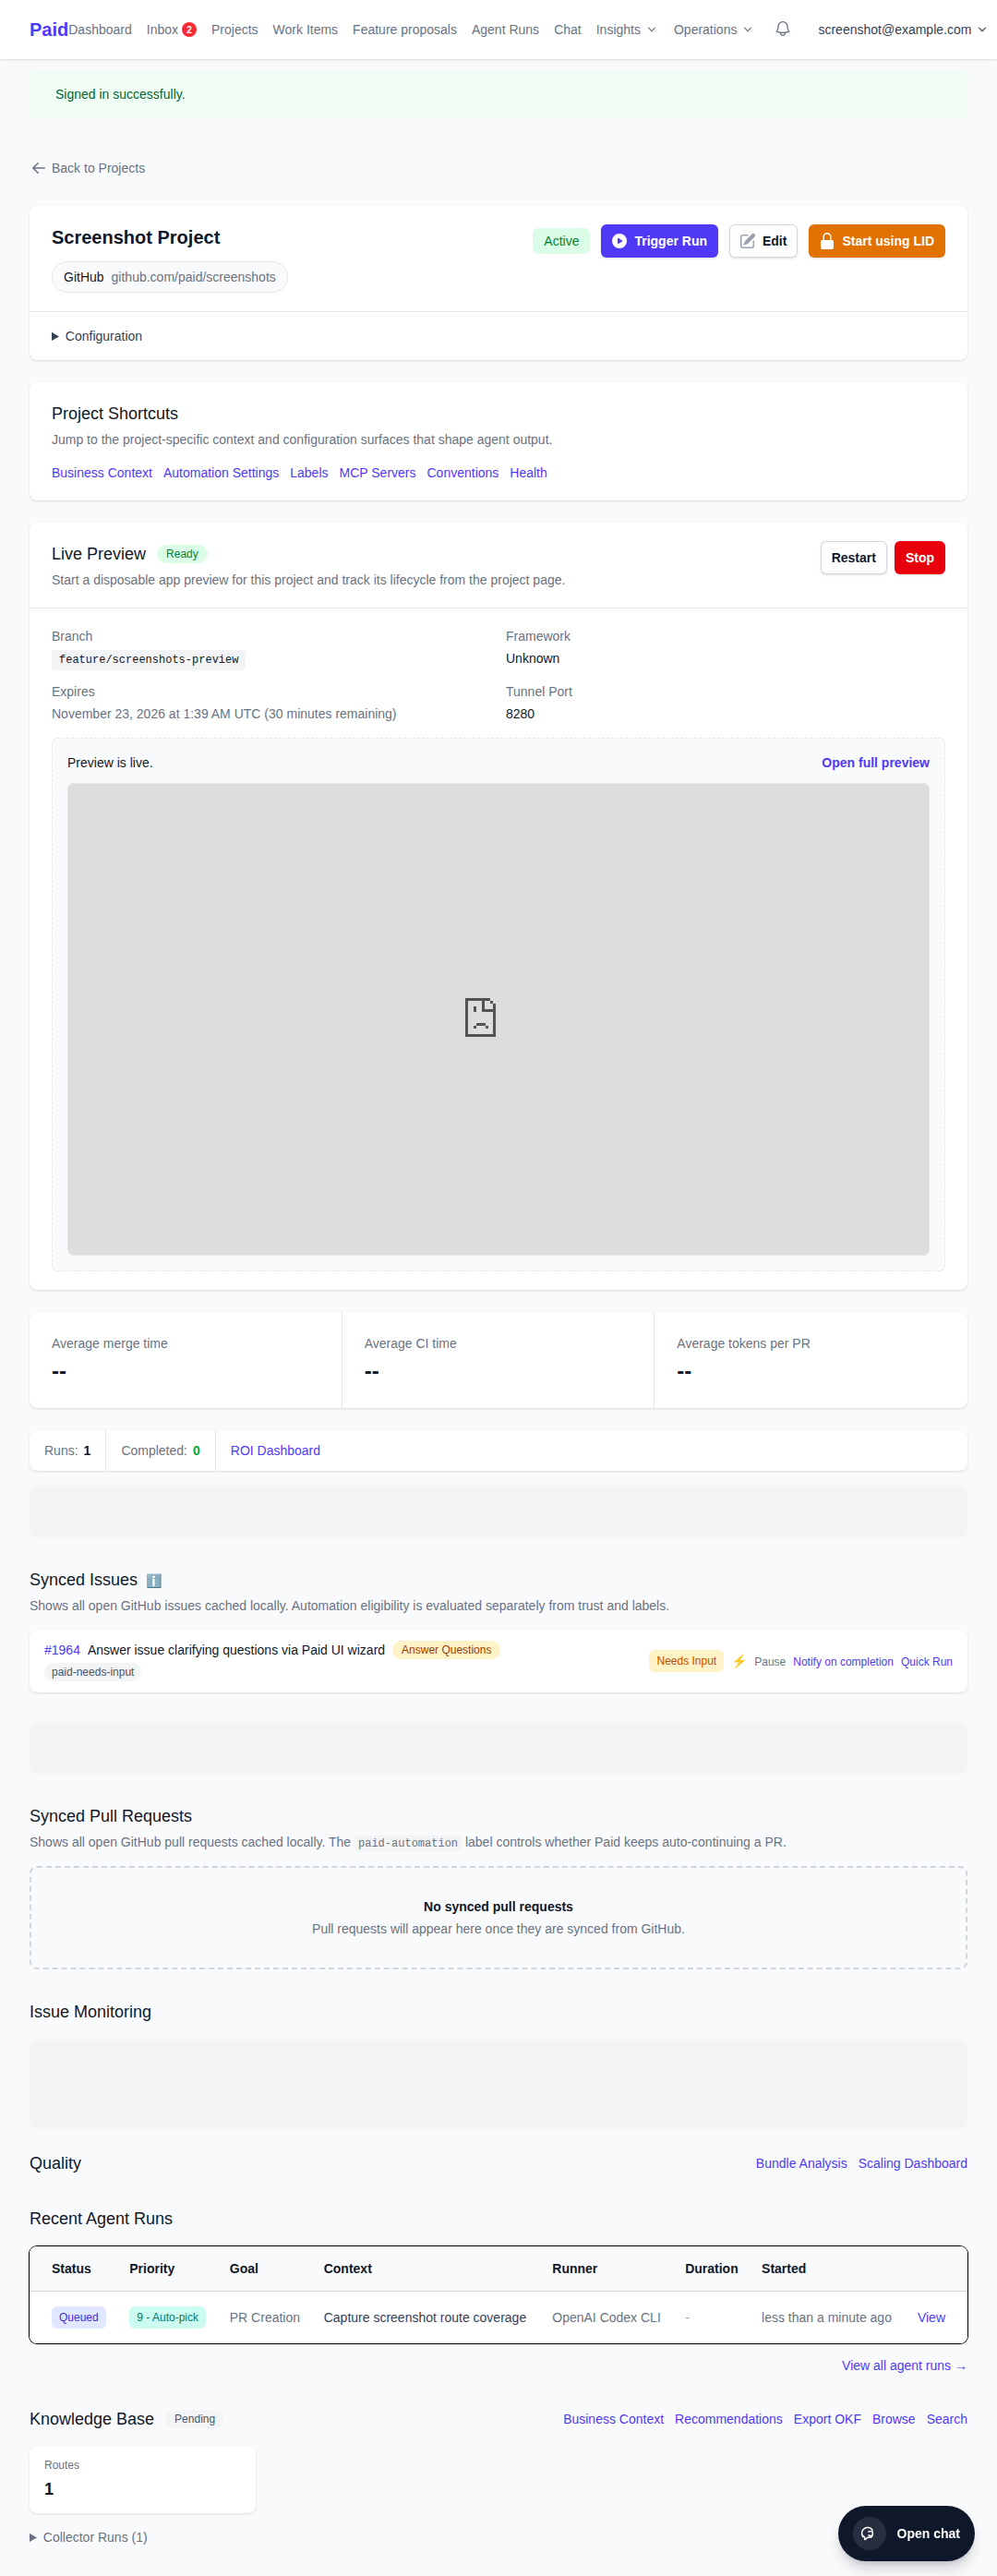 Paid Dashboard Inbox 2 Projects Work Items Feature proposals Agent Runs Chat Insights Operations screenshot@example.com
Signed in successfully.
Back to Projects
Screenshot Project
Active Trigger Run Edit Start using LID
GitHub github.com/paid/screenshots
Configuration
Project Shortcuts
Jump to the project-specific context and configuration surfaces that shape agent output.
Business Context Automation Settings Labels MCP Servers Conventions Health
Live Preview Ready
Restart Stop
Start a disposable app preview for this project and track its lifecycle from the project page.
Branch
feature/screenshots-preview
Framework
Unknown
Expires
November 23, 2026 at 1:39 AM UTC (30 minutes remaining)
Tunnel Port
8280
Preview is live. Open full preview
Average merge time
--
Average CI time
--
Average tokens per PR
--
Runs: 1 Completed: 0 ROI Dashboard
Synced Issues ℹ️
Shows all open GitHub issues cached locally. Automation eligibility is evaluated separately from trust and labels.
#1964 Answer issue clarifying questions via Paid UI wizard Answer Questions
paid-needs-input
Needs Input ⚡ Pause Notify on completion Quick Run
Synced Pull Requests
Shows all open GitHub pull requests cached locally. The paid-automation label controls whether Paid keeps auto-continuing a PR.
No synced pull requests
Pull requests will appear here once they are synced from GitHub.
Issue Monitoring
Quality Bundle Analysis Scaling Dashboard
Recent Agent Runs
Status Priority Goal Context Runner Duration Started
Queued 9 - Auto-pick PR Creation Capture screenshot route coverage OpenAI Codex CLI - less than a minute ago View
View all agent runs →
Knowledge Base Pending Business Context Recommendations Export OKF Browse Search
Routes
1
Collector Runs (1)
Open chat